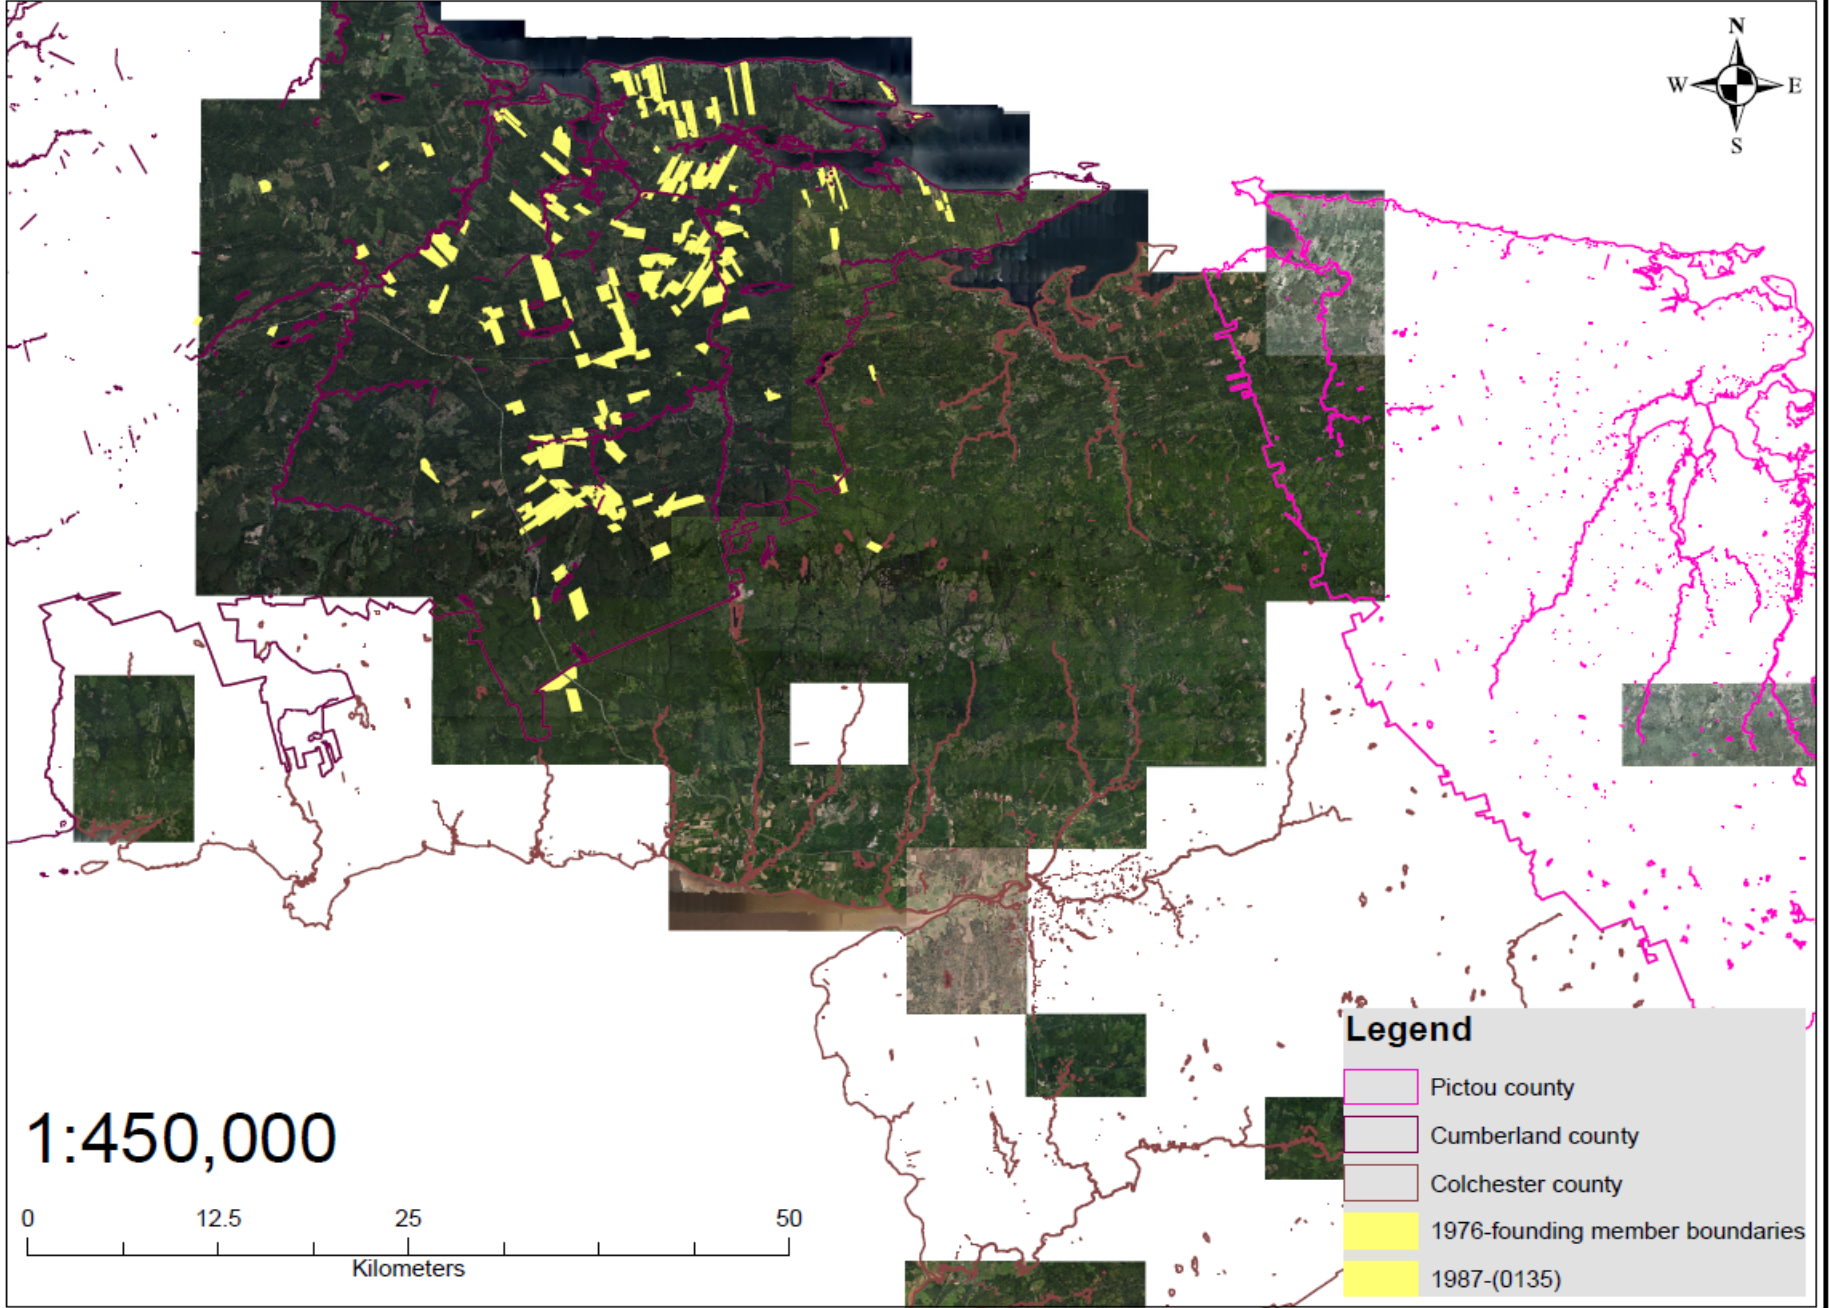 N
W E
S
Legend
Pictou county
Cumberland county
Colchester county
1976-founding member boundaries
1987-(0135)
1:450,000
0 12.5 25 50
Kilometers